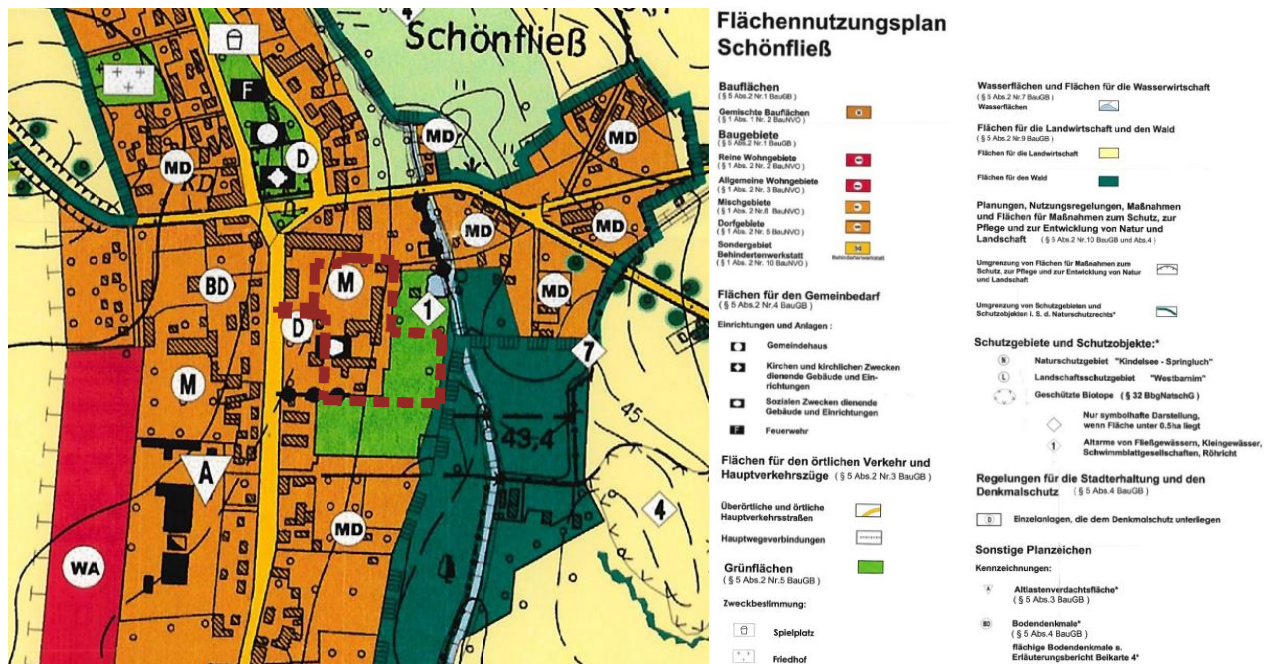 Schönfließ
F
MD
MD
D
MD
MD
KD
MD
MD
BD
M
MD
1
D
7
M
45
43,4
A
4
MD
WA
Flächennutzungsplan
Schönfließ
Bauflächen
( § 5 Abs.2 Nr.1 BauGB )
Gemischte Bauflächen
( § 1 Abs. 1 Nr. 2 BauNVO )
Baugebiete
( § 5 Abs.2 Nr.1 BauGB )
Reine Wohngebiete
( § 1 Abs. 2 Nr. 2 BauNVO )
Allgemeine Wohngebiete
( § 1 Abs. 2 Nr. 3 BauNVO )
Mischgebiete
( § 1 Abs. 2 Nr.6 BauNVO )
Dorfgebiete
( § 1 Abs. 2 Nr. 5 BauNVO )
Sondergebiet
Behindertenwerkstatt
( § 1 Abs. 2 Nr. 10 BauNVO )
Behindertenwerkstatt
Flächen für den Gemeinbedarf
( § 5 Abs.2 Nr.4 BauGB )
Einrichtungen und Anlagen :
Gemeindehaus
Kirchen und kirchlichen Zwecken
dienende Gebäude und Ein-
richtungen
Sozialen Zwecken dienende
Gebäude und Einrichtungen
F
Feuerwehr
Flächen für den örtlichen Verkehr und
Hauptverkehrszüge ( § 5 Abs.2 Nr.3 BauGB )
Überörtliche und örtliche
Hauptverkehrsstraßen
Hauptwegeverbindungen
Grünflächen
( § 5 Abs.2 Nr.5 BauGB )
Zweckbestimmung:
Spielplatz
Friedhof
Wasserflächen und Flächen für die Wasserwirtschaft
( § 5 Abs.2 Nr.7 BauGB )
Wasserflächen
Flächen für die Landwirtschaft und den Wald
( § 5 Abs.2 Nr.9 BauGB )
Flächen für die Landwirtschaft
Flächen für den Wald
Planungen, Nutzungsregelungen, Maßnahmen
und Flächen für Maßnahmen zum Schutz, zur
Pflege und zur Entwicklung von Natur und
Landschaft ( § 5 Abs.2 Nr.10 BauGB und Abs.4 )
Umgrenzung von Flächen für Maßnahmen zum
Schutz, zur Pflege und zur Entwicklung von Natur
und Landschaft
Umgrenzung von Schutzgebieten und
Schutzobjekten i. S. d. Naturschutzrechts*
Schutzgebiete und Schutzobjekte:*
N Naturschutzgebiet "Kindelsee - Springluch"
L Landschaftsschutzgebiet "Westbarnim"
Geschützte Biotope ( § 32 BbgNatschG )
Nur symbolhafte Darstellung,
wenn Fläche unter 0.5ha liegt
1 Altarme von Fließgewässern, Kleingewässer,
Schwimmblattgesellschaften, Röhricht
Regelungen für die Stadterhaltung und den
Denkmalschutz ( § 5 Abs.4 BauGB )
D Einzelanlagen, die dem Denkmalschutz unterliegen
Sonstige Planzeichen
Kennzeichnungen:
A Altlastenverdachtsfläche*
( § 5 Abs.3 BauGB )
BD Bodendenkmale*
( § 5 Abs.4 BauGB )
flächige Bodendenkmale s.
Erläuterungsbericht Beikarte 4*